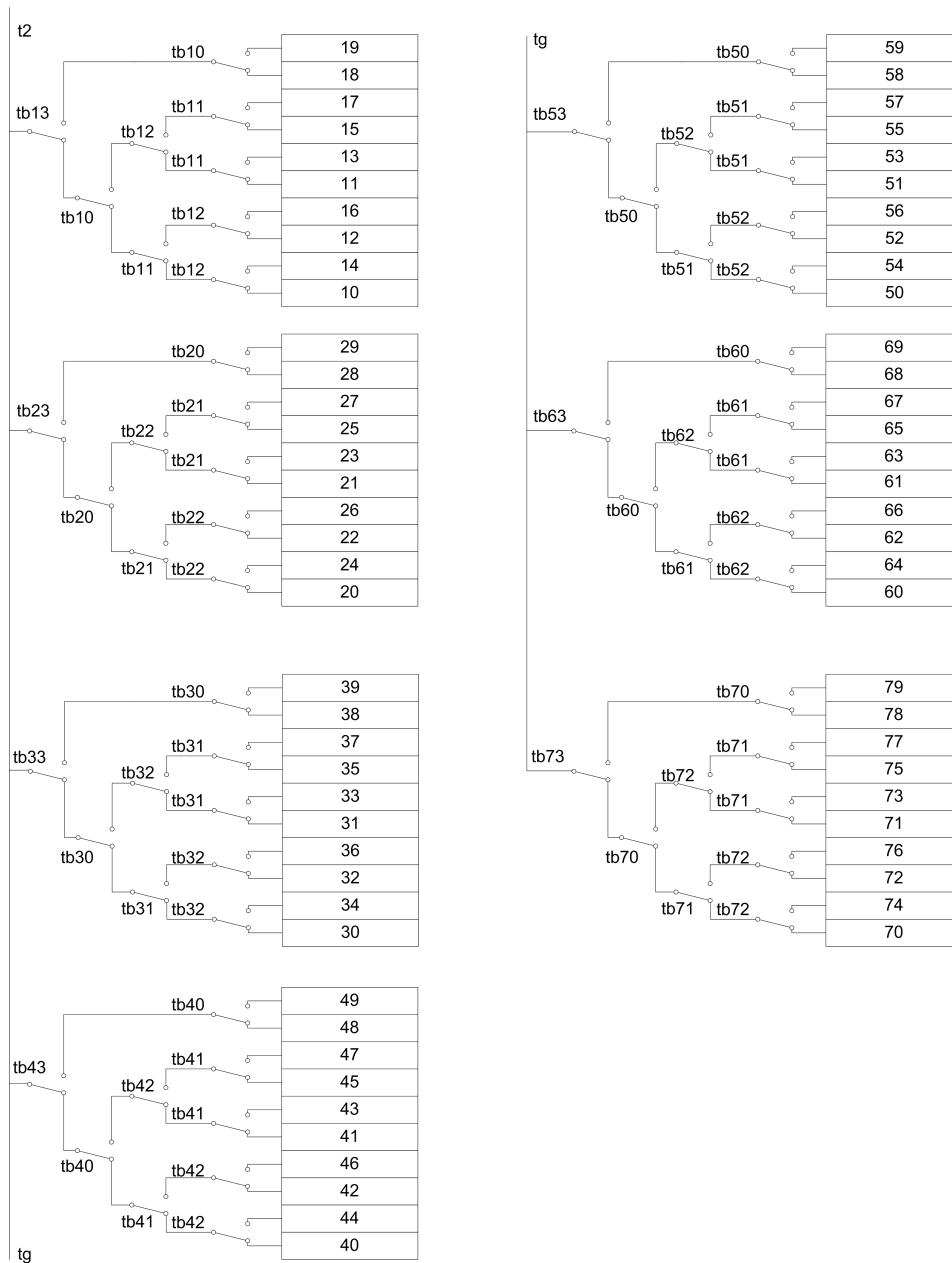 t2
tb10 19
18
tb11 17
tb13
tb12 15
tb11 13
11
tb10 tb12 16
12
tb11 tb12 14
10
tb20 29
28
tb21 27
tb23
tb22 25
tb21 23
21
tb20 tb22 26
22
tb21 tb22 24
20
tb30 39
38
tb31 37
tb33
tb32 35
tb31 33
31
tb30 tb32 36
32
tb31 tb32 34
30
tb40 49
48
tb41 47
tb43
tb42 45
tb41 43
41
tb40 tb42 46
42
tb41 tb42 44
40
tg
tg
tb50 59
58
tb51 57
tb53
tb52 55
tb51 53
51
tb50 tb52 56
52
tb51 tb52 54
50
tb60 69
68
tb61 67
tb63
tb62 65
tb61 63
61
tb60 tb62 66
62
tb61 tb62 64
60
tb70 79
78
tb71 77
tb73
tb72 75
tb71 73
71
tb70 tb72 76
72
tb71 tb72 74
70